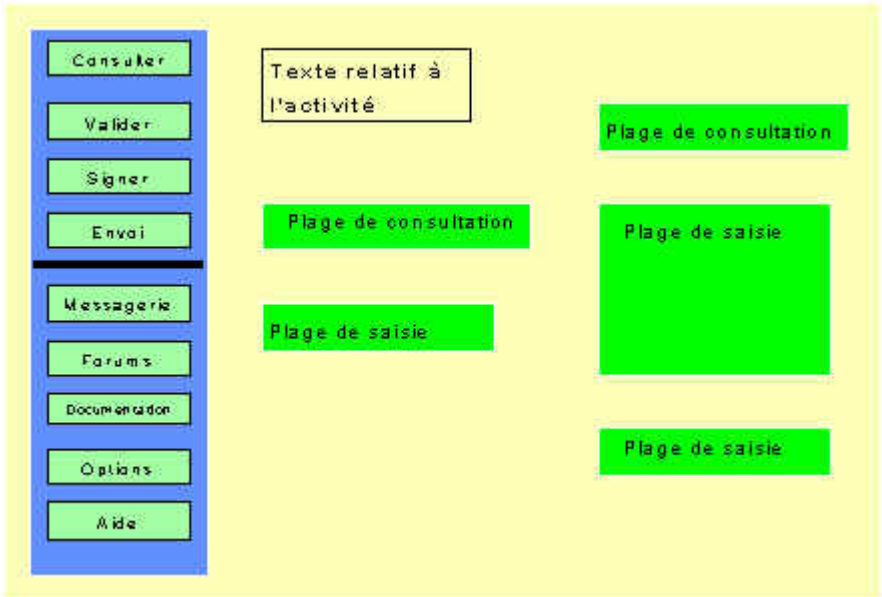 Consulter
Valider
Signer
Envoi
Messagerie
Forums
Documentation
Options
Aide
Texte relatif à
l'activité
Plage de consultation
Plage de saisie
Plage de consultation
Plage de saisie
Plage de saisie